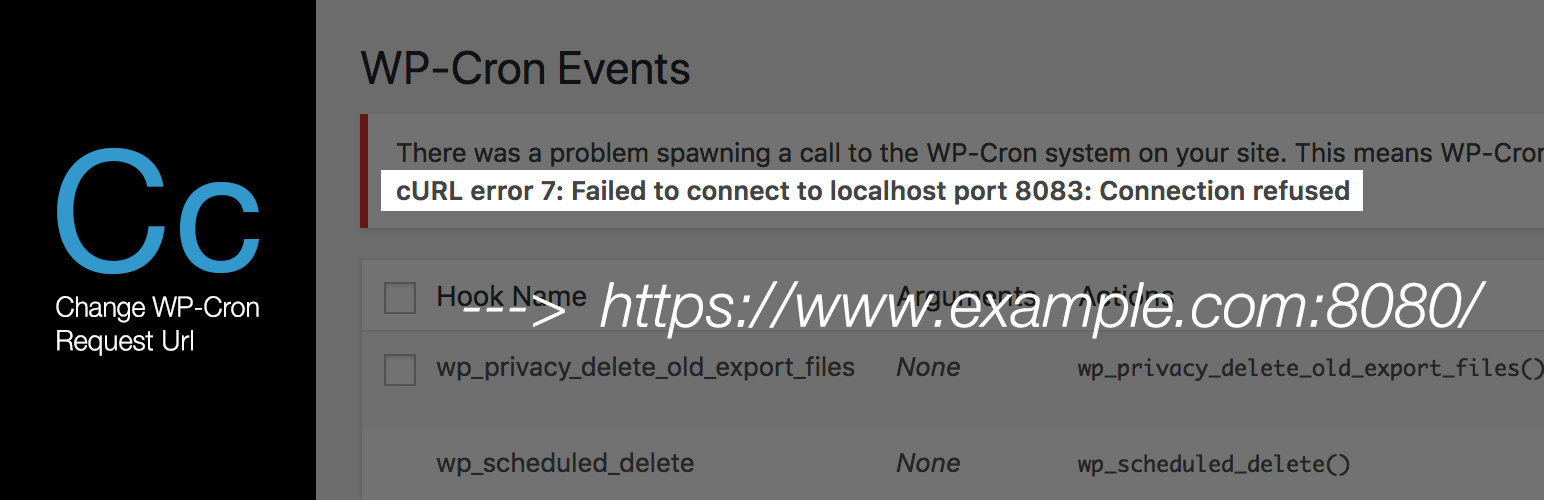 Cc
Change WP-Cron
Request Url
WP-Cron Events
There was a problem spawning a call to the WP-Cron system on your site. This means WP-Cron
cURL error 7: Failed to connect to localhost port 8083: Connection refused
Hook Name Arguments Actions
---> https://www.example.com:8080/
wp_privacy_delete_old_export_files None wp_privacy_delete_old_export_files()
wp_scheduled_delete None wp_scheduled_delete()